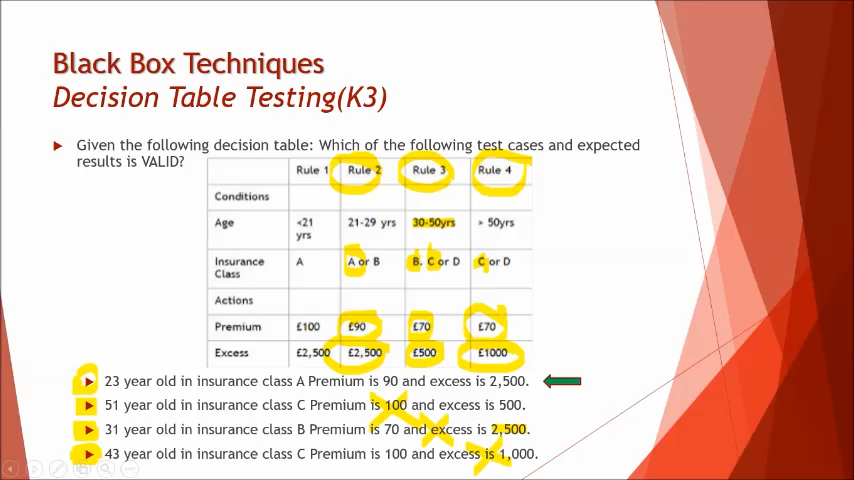 Black Box Techniques
Decision Table Testing(K3)
Given the following decision table: Which of the following test cases and expected
results is VALID?
Rule 1 Rule 2 Rule 3 Rule 4
Conditions
Age <21 yrs 21-29 yrs 30-50yrs > 50yrs
Insurance Class A A or B B. C or D C or D
Actions
Premium £100 £90 £70 £70
Excess £2,500 £2,500 £500 £1000
23 year old in insurance class A Premium is 90 and excess is 2,500.
51 year old in insurance class C Premium is 100 and excess is 500.
31 year old in insurance class B Premium is 70 and excess is 2,500.
43 year old in insurance class C Premium is 100 and excess is 1,000.